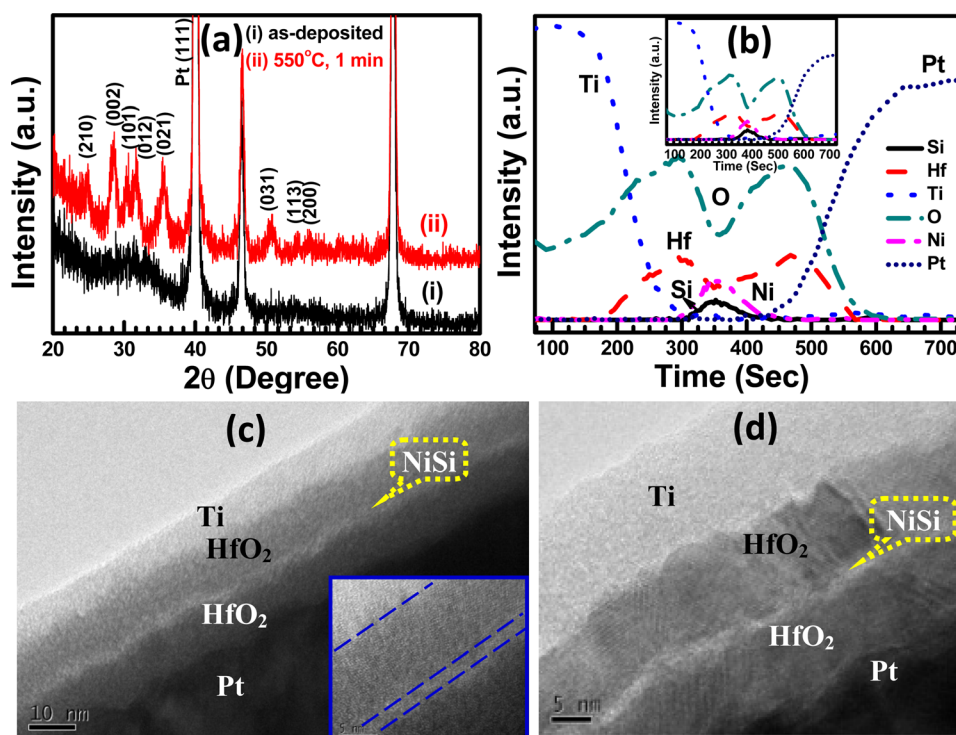 (a)
(i) as-deposited
(ii) 550°C, 1 min
Pt (111)
(210)
(002)
(101)
(012)
(021)
(031)
(113)
(200)
(ii)
(i)
Intensity (a.u.)
20 30 40 50 60 70 80
2θ (Degree)
(b)
Intensity (a.u.)
100 200 300 400 500 600 700
Time (Sec)
Ti
Pt
O
Hf
Si
Ni
Si
Hf
Ti
O
Ni
Pt
Intensity (a.u.)
100 200 300 400 500 600 700
Time (Sec)
(c)
NiSi
Ti
HfO₂
HfO₂
Pt
10 nm
5 nm
(d)
Ti
NiSi
HfO₂
HfO₂
Pt
5 nm